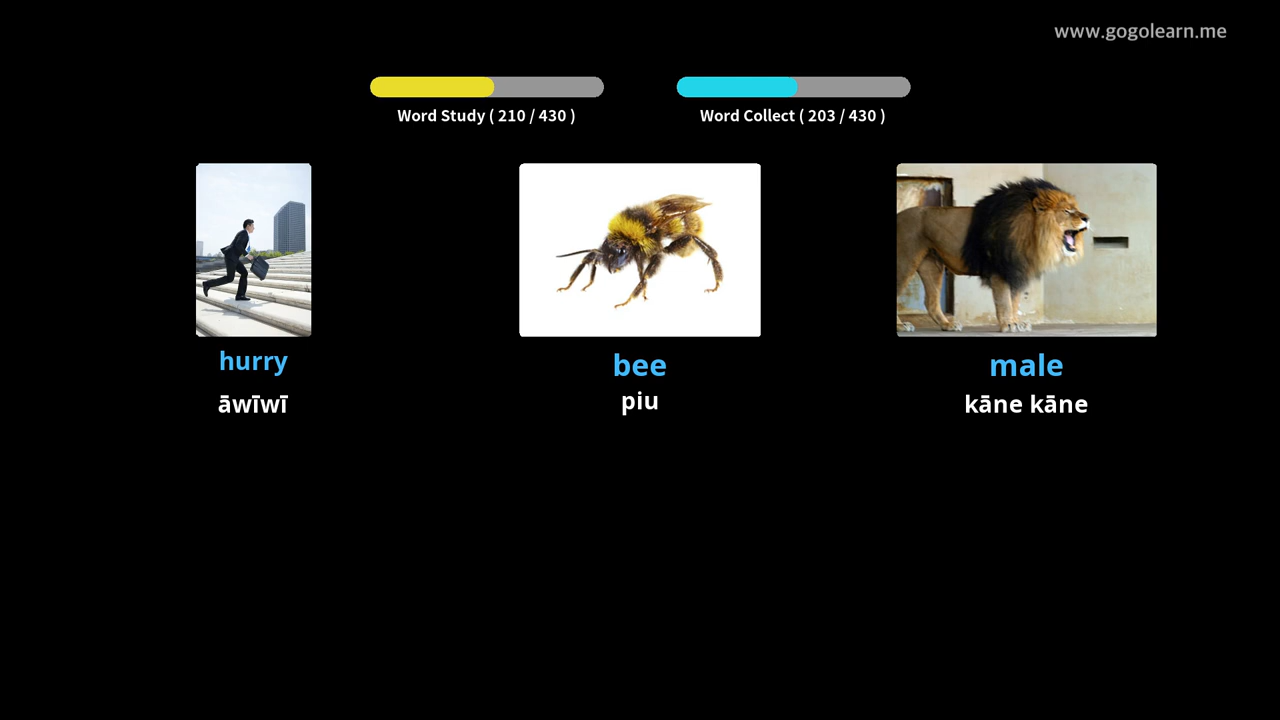 www.gogolearn.me
Word Study ( 210 / 430 )
Word Collect ( 203 / 430 )
hurry
āwīwī
bee
piu
male
kāne kāne